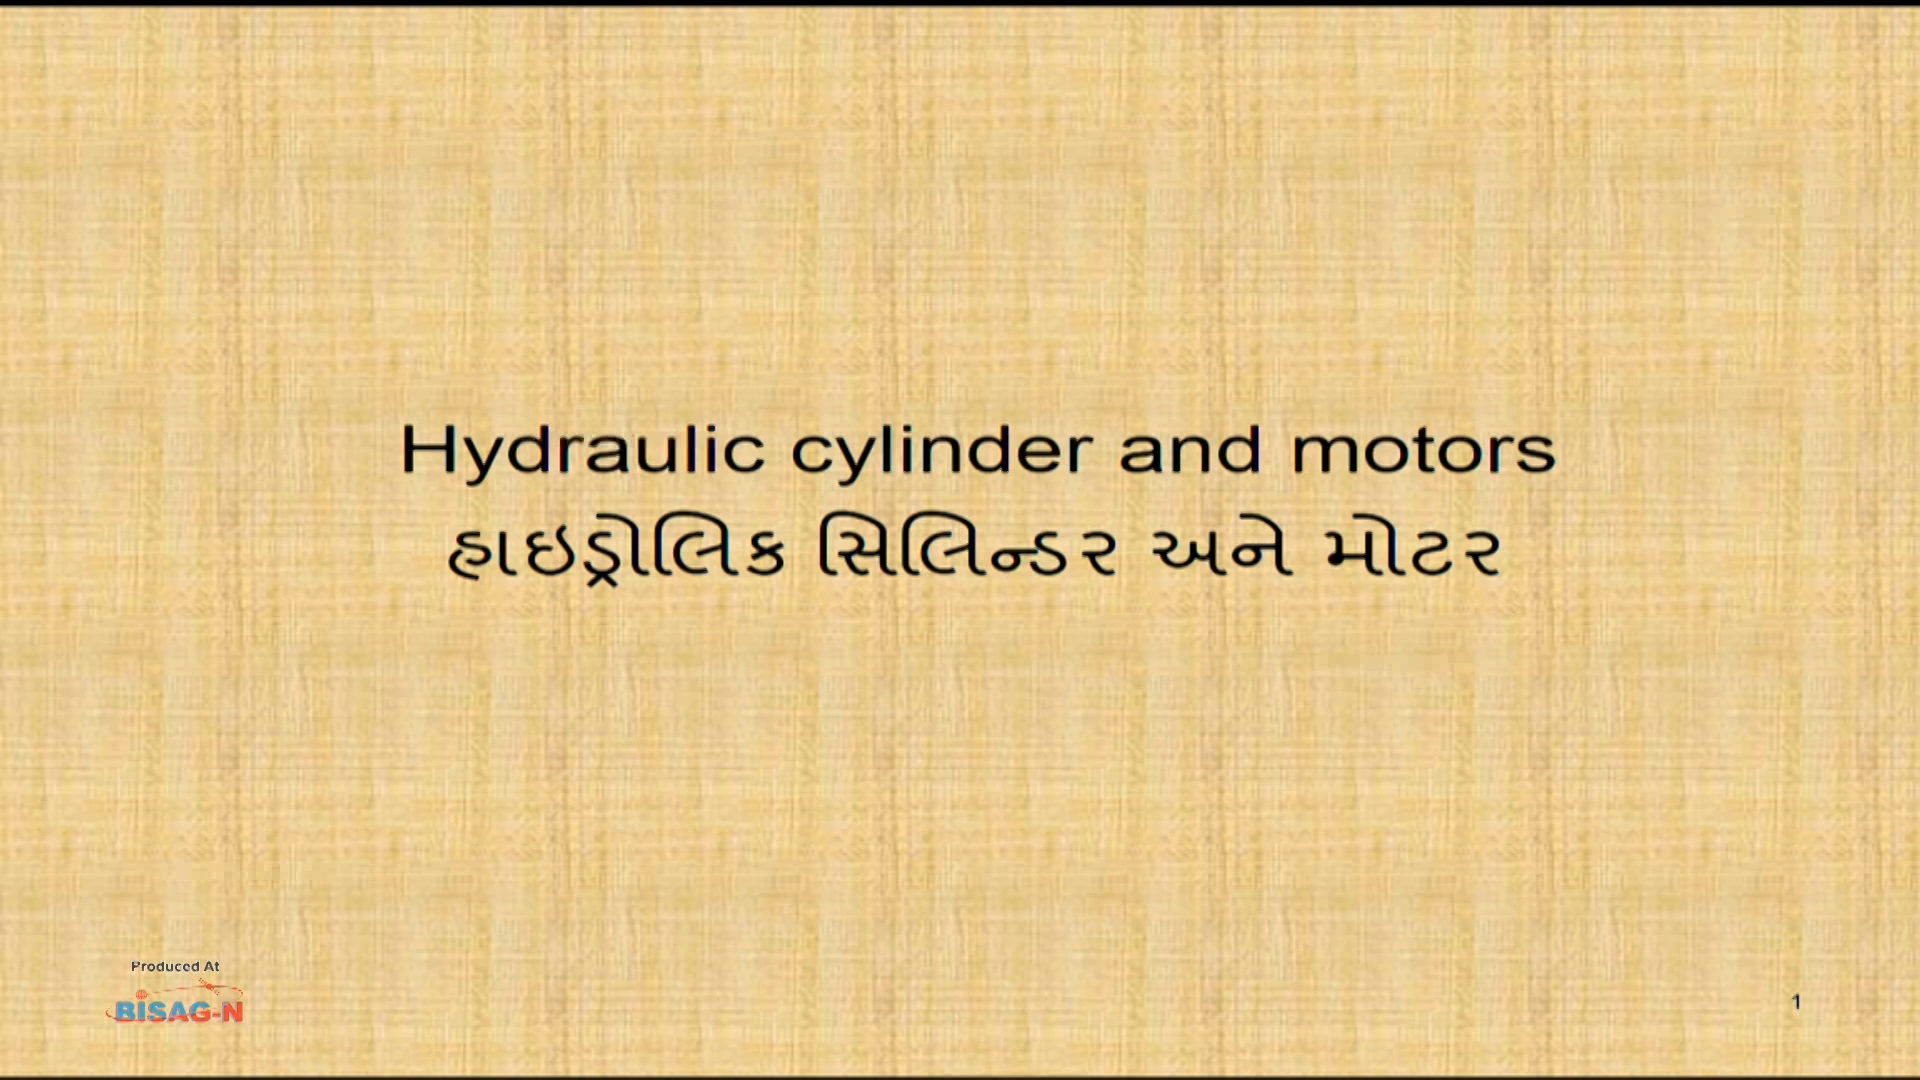 Hydraulic cylinder and motors
હાઇડ્રોલિક સિલિન્ડર અને મોટર
Produced At
BISAG-N
1